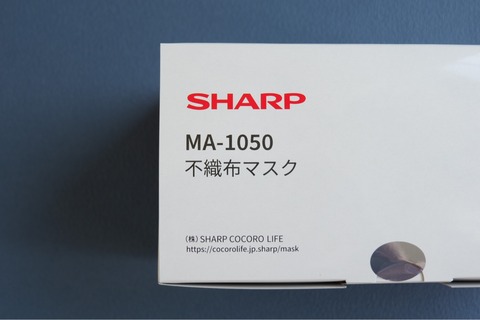 SHARP
MA-1050
不織布マスク
(株) SHARP COCORO LIFE
https://cocorolife.jp.sharp/mask